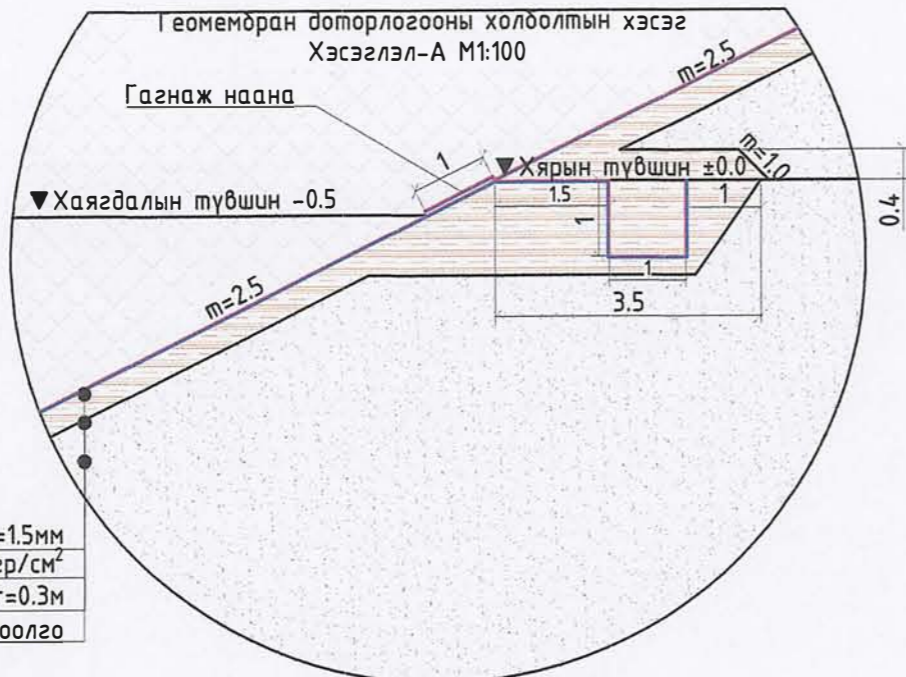 Геомембран доторлогооны холболтын хэсэг
Хэсэглэл-А М1:100
m=2.5
Гагнаж наана
1
▼Хярын түвшин ±0.0
m=1.0
▼Хаягдалын түвшин -0.5
1.5
1
1
0.4
1
3.5
m=2.5
=1.5мм
гр/см²
=0.3м